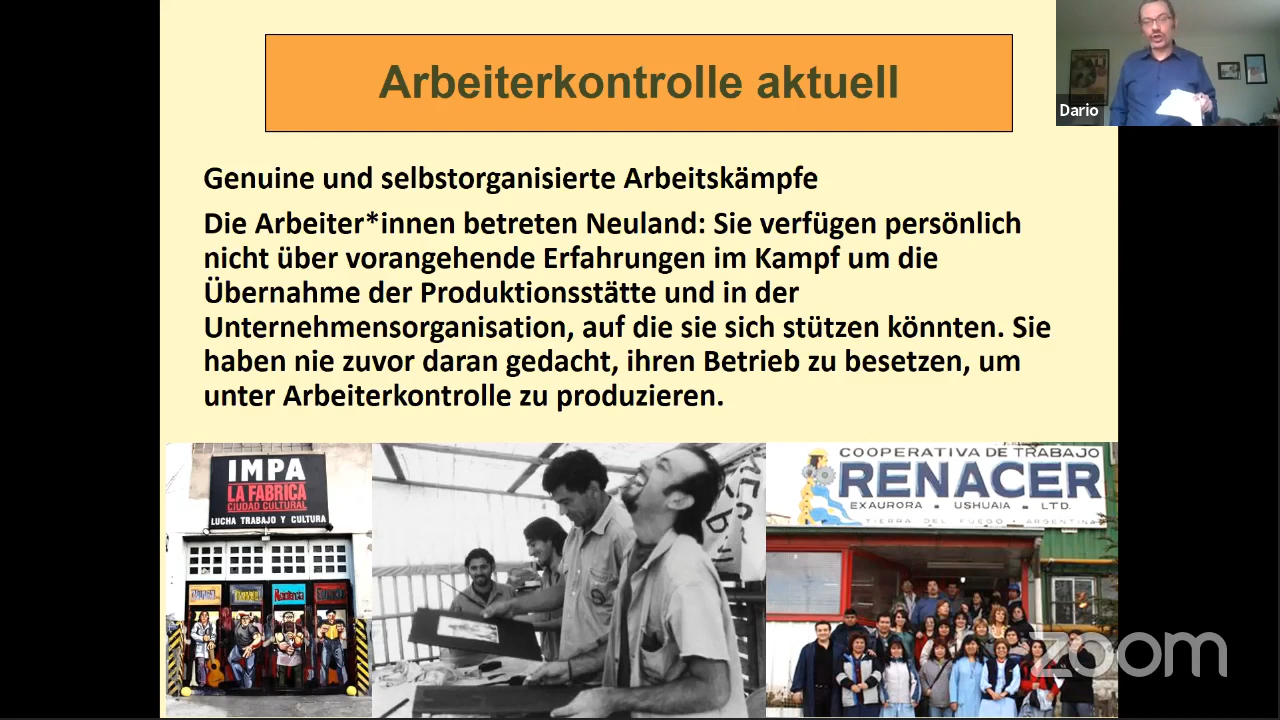 Arbeiterkontrolle aktuell
Dario
Genuine und selbstorganisierte Arbeitskämpfe
Die Arbeiter*innen betreten Neuland: Sie verfügen persönlich
nicht über vorangehende Erfahrungen im Kampf um die
Übernahme der Produktionsstätte und in der
Unternehmensorganisation, auf die sie sich stützen könnten. Sie
haben nie zuvor daran gedacht, ihren Betrieb zu besetzen, um
unter Arbeiterkontrolle zu produzieren.
IMPA
LA FABRICA
CIUDAD CULTURAL
LUCHA TRABAJO Y CULTURA
COOPERATIVA DE TRABAJO
RENACER
EXAURORA . USHUAIA . LTD.
TIERRA DEL FUEGO ARGENTINA
zoom